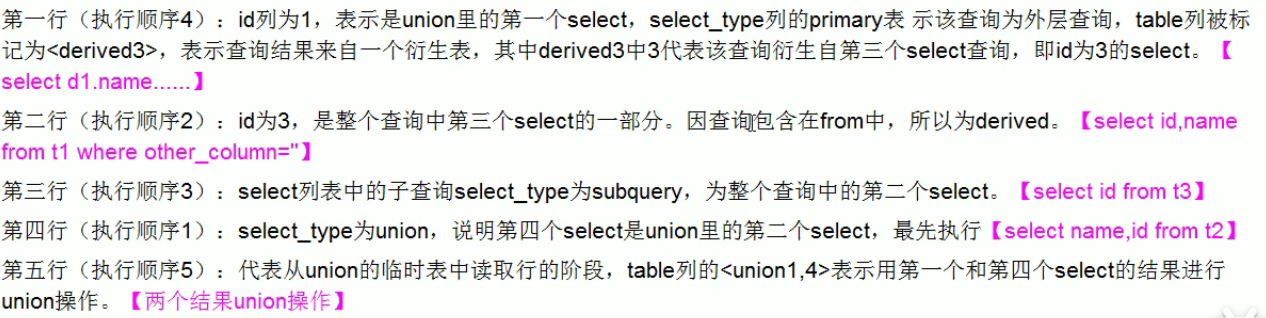 第一行（执行顺序4）：id列为1，表示是union里的第一个select，select_type列的primary表 示该查询为外层查询，table列被标
记为<derived3>，表示查询结果来自一个衍生表，其中derived3中3代表该查询衍生自第三个select查询，即id为3的select。【
select d1.name......】
第二行（执行顺序2）：id为3，是整个查询中第三个select的一部分。因查询包含在from中，所以为derived。【select id,name
from t1 where other_column=''】
第三行（执行顺序3）：select列表中的子查询select_type为subquery，为整个查询中的第二个select。【select id from t3】
第四行（执行顺序1）：select_type为union，说明第四个select是union里的第二个select，最先执行【select name,id from t2】
第五行（执行顺序5）：代表从union的临时表中读取行的阶段，table列的<union1,4>表示用第一个和第四个select的结果进行
union操作。【两个结果union操作】